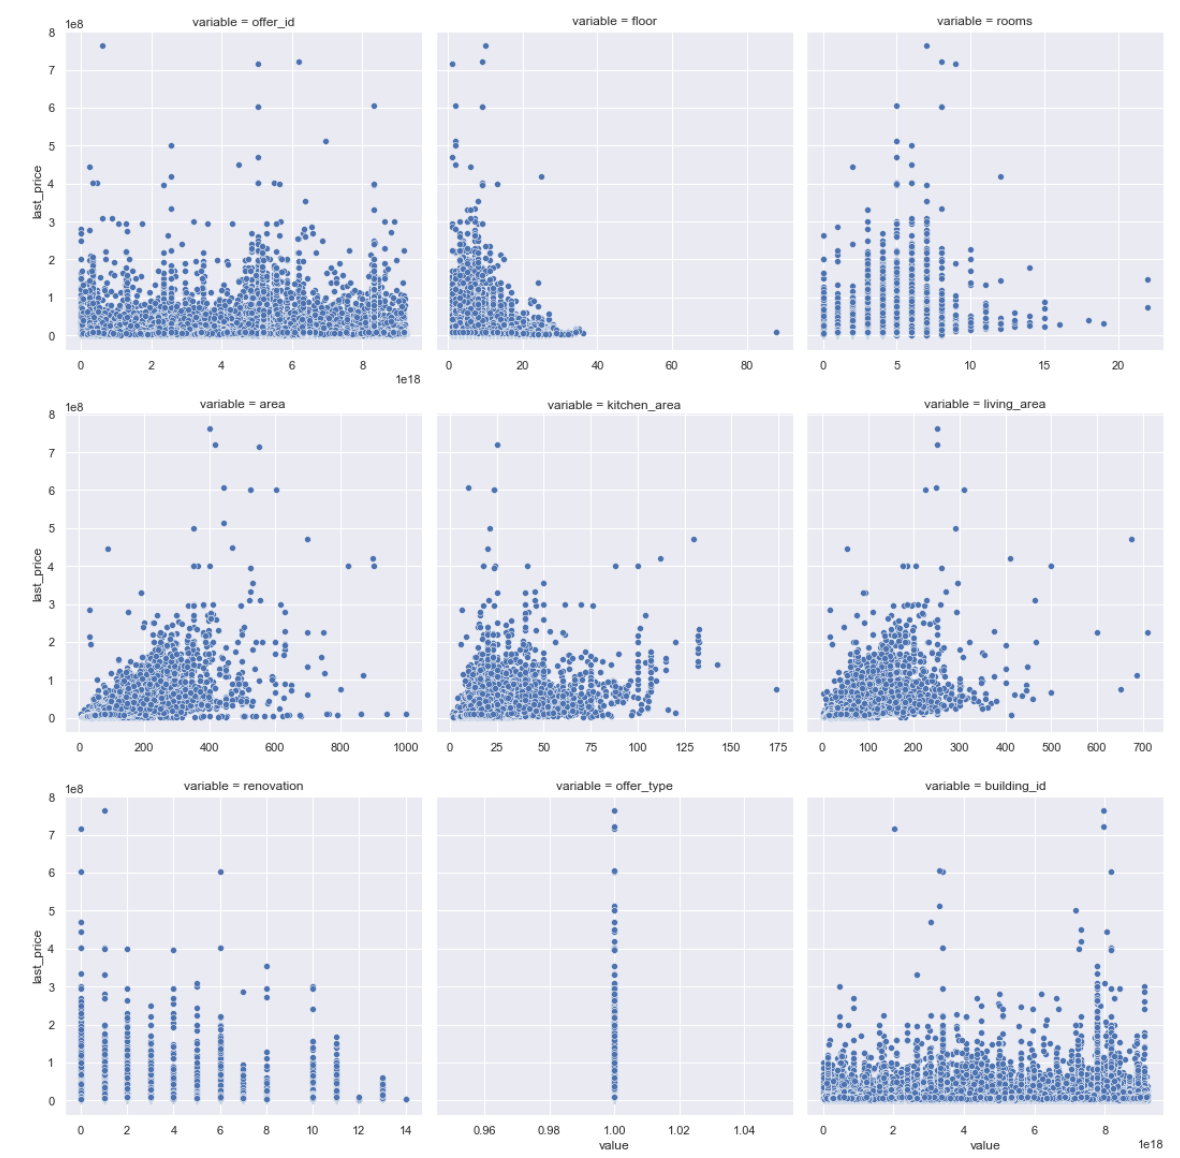 variable = offer_id variable = floor variable = rooms
1e8
8
7
6
5
4
3
2
1
0
last_price
0 2 4 6 8 0 20 40 60 80 0 5 10 15 20
1e18
variable = area variable = kitchen_area variable = living_area
1e8
8
7
6
5
4
3
2
1
0
last_price
0 200 400 600 800 1000 0 25 50 75 100 125 150 175 0 100 200 300 400 500 600 700
variable = renovation variable = offer_type variable = building_id
1e8
8
7
6
5
4
3
2
1
0
last_price
0 2 4 6 8 10 12 14 0.96 0.98 1.00 1.02 1.04 0 2 4 6 8
value value value 1e18